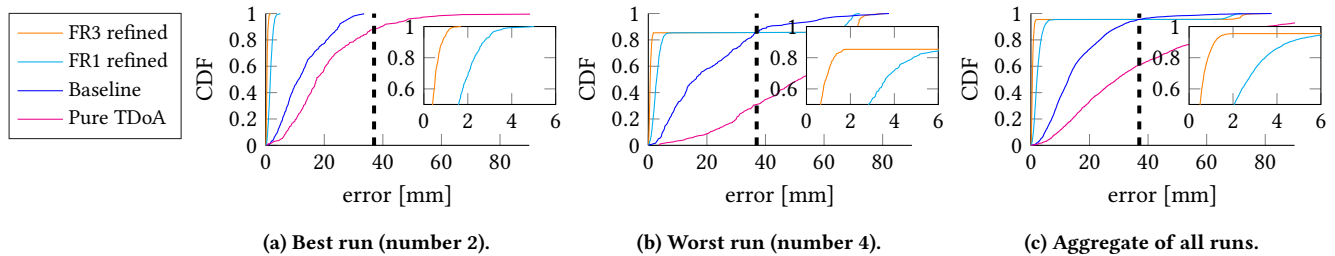 FR3 refined
FR1 refined
Baseline
Pure TDoA
CDF
1
0.8
0.6
0.4
0.2
0
0 20 40 60 80
error [mm]
1
0.8
0.6
0 2 4 6
(a) Best run (number 2).
CDF
1
0.8
0.6
0.4
0.2
0
0 20 40 60 80
error [mm]
1
0.8
0.6
0 2 4 6
(b) Worst run (number 4).
CDF
1
0.8
0.6
0.4
0.2
0
0 20 40 60 80
error [mm]
1
0.8
0.6
0 2 4 6
(c) Aggregate of all runs.